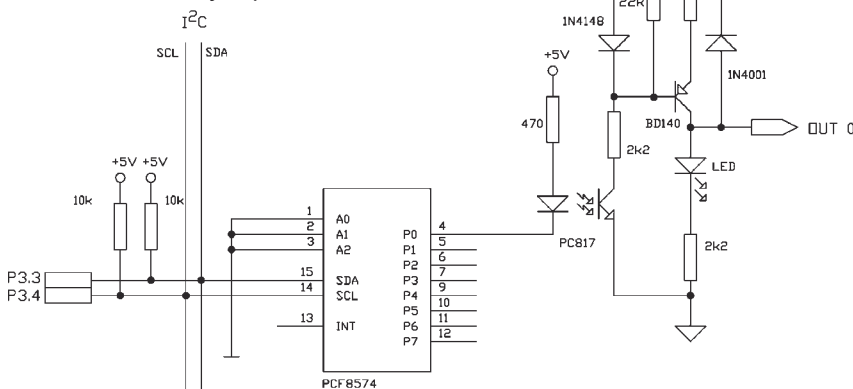 22k
I²C
1N4148
SCL SDA
+5V
1N4001
470
BD140
OUT 0
2k2
+5V +5V
LED
10k 10k
1 A0
2 A1
3 A2
P0 4
P1 5
PC817
2k2
P2 6
P3.3
15 SDA
P3 7
P3.4
14 SCL
P4 9
P5 10
13 INT
P6 11
P7 12
PCF8574